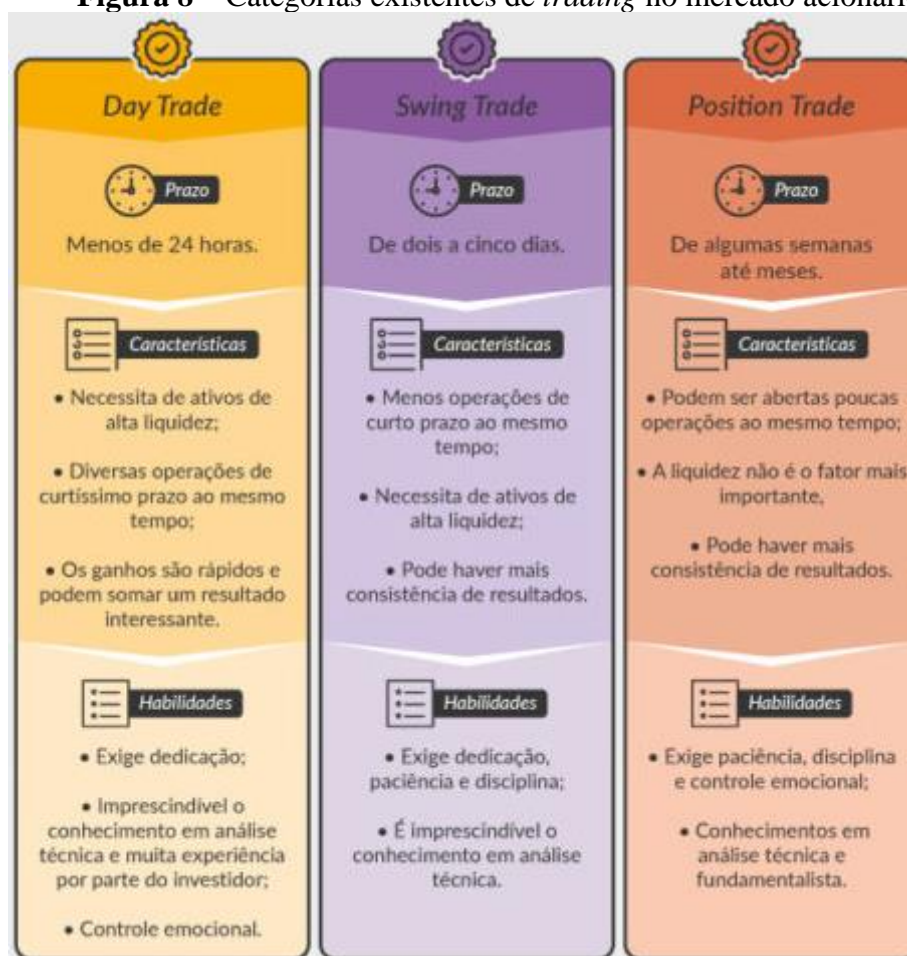 Figura 8 – Categorias existentes de trading no mercado acionári
Day Trade
Prazo
Menos de 24 horas.
Características
• Necessita de ativos de
alta liquidez;
• Diversas operações de
curtíssimo prazo ao mesmo
tempo;
• Os ganhos são rápidos e
podem somar um resultado
interessante.
Habilidades
• Exige dedicação;
• Imprescindível o
conhecimento em análise
técnica e muita experiência
por parte do investidor;
• Controle emocional.
Swing Trade
Prazo
De dois a cinco dias.
Características
• Menos operações de
curto prazo ao mesmo
tempo;
• Necessita de ativos de
alta liquidez;
• Pode haver mais
consistência de resultados.
Habilidades
• Exige dedicação,
paciência e disciplina;
• É imprescindível o
conhecimento em análise
técnica.
Position Trade
Prazo
De algumas semanas
até meses.
Características
• Podem ser abertas poucas
operações ao mesmo tempo;
• A liquidez não é o fator mais
importante,
• Pode haver mais
consistência de resultados.
Habilidades
• Exige paciência, disciplina
e controle emocional;
• Conhecimentos em
análise técnica e
fundamentalista.